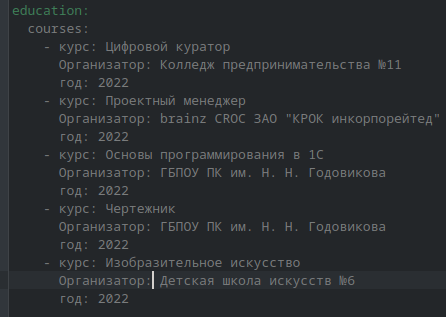 education:
courses:
- курс: Цифровой куратор
Организатор: Колледж предпринимательства №11
год: 2022
- курс: Проектный менеджер
Организатор: brainz CROC ЗАО "КРОК инкорпорейтед"
год: 2022
- курс: Основы программирования в 1С
Организатор: ГБПОУ ПК им. Н. Н. Годовикова
год: 2022
- курс: Чертежник
Организатор: ГБПОУ ПК им. Н. Н. Годовикова
год: 2022
- курс: Изобразительное искусство
Организатор: Детская школа искусств №6
год: 2022